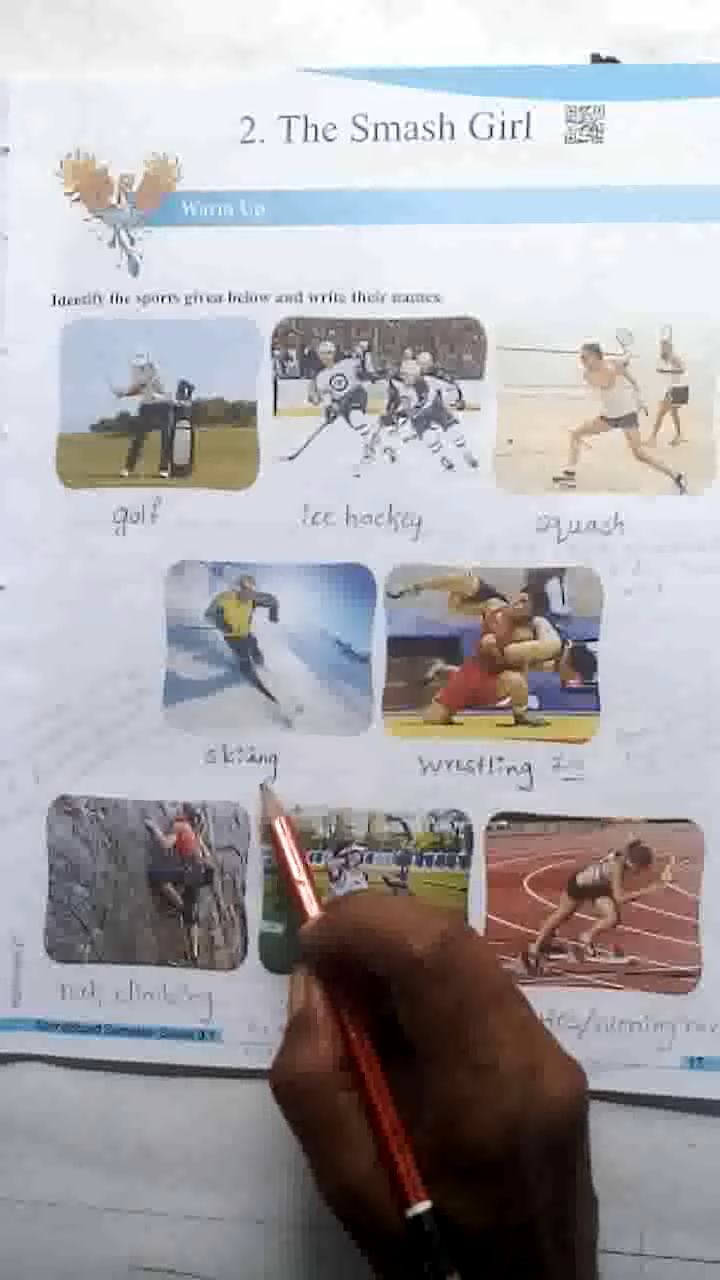 2. The Smash Girl
Warm Up
Identify the sports given below and write their names.
golf
ice hockey
squash
skiing
wrestling
climbing
/running